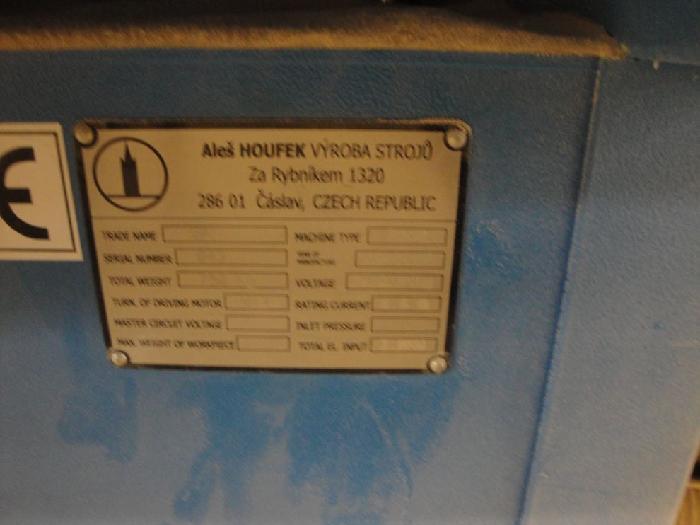 CE
Aleš HOUFEK VÝROBA STROJŮ
Za Rybníkem 1320
286 01 Čáslav, CZECH REPUBLIC
TRADE NAME MACHINE TYPE
SERIAL NUMBER
TOTAL WEIGHT VOLTAGE
TURN. OF DRIVING MOTOR RATING CURRENT
MASTER CIRCUIT VOLTAGE INLET PRESSURE
MAX. WEIGHT OF WORKPIECE TOTAL EL. INPUT